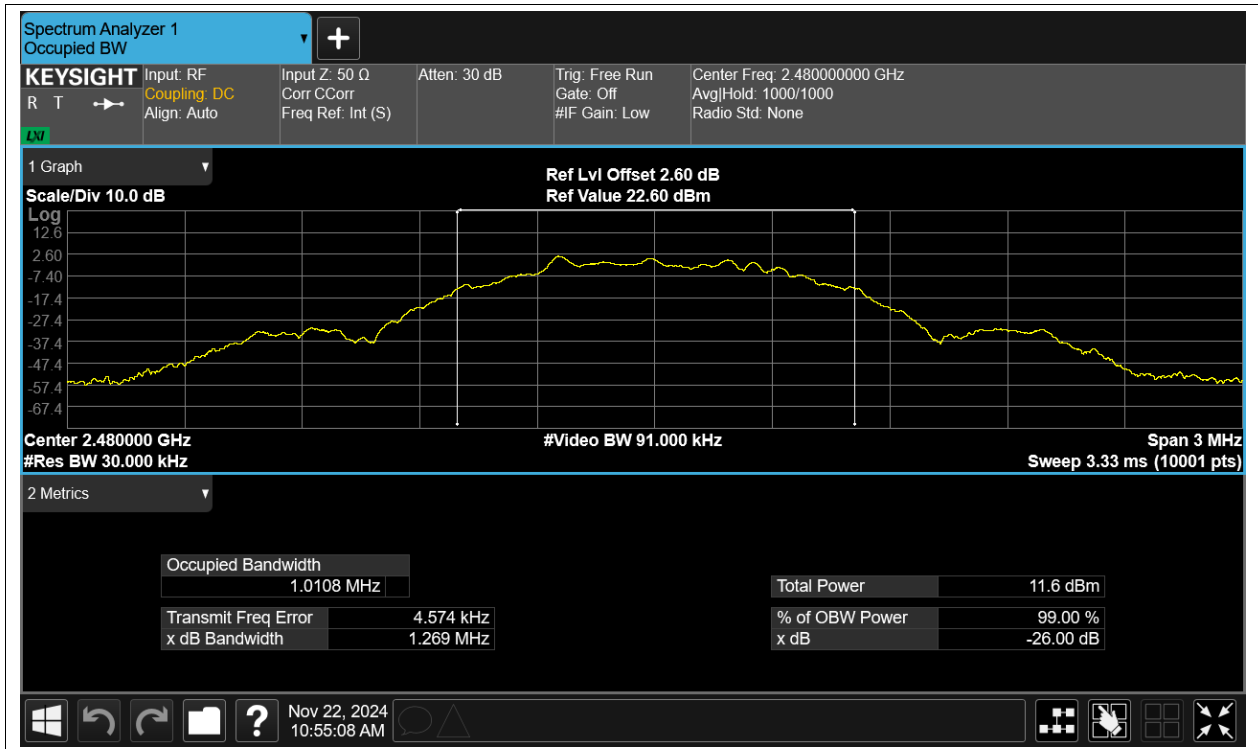 Spectrum Analyzer 1
Occupied BW
KEYSIGHT
R T
LXI
Input: RF
Coupling: DC
Align: Auto
Input Z: 50 Ω
Corr CCorr
Freq Ref: Int (S)
Atten: 30 dB
Trig: Free Run
Gate: Off
#IF Gain: Low
Center Freq: 2.480000000 GHz
Avg|Hold: 1000/1000
Radio Std: None
1 Graph
Scale/Div 10.0 dB
Ref Lvl Offset 2.60 dB
Ref Value 22.60 dBm
Log
12.6
2.60
-7.40
-17.4
-27.4
-37.4
-47.4
-57.4
-67.4
Center 2.480000 GHz
#Video BW 91.000 kHz
Span 3 MHz
#Res BW 30.000 kHz
Sweep 3.33 ms (10001 pts)
2 Metrics
Occupied Bandwidth
1.0108 MHz
Transmit Freq Error 4.574 kHz
x dB Bandwidth 1.269 MHz
Total Power 11.6 dBm
% of OBW Power 99.00 %
x dB -26.00 dB
?
Nov 22, 2024
10:55:08 AM